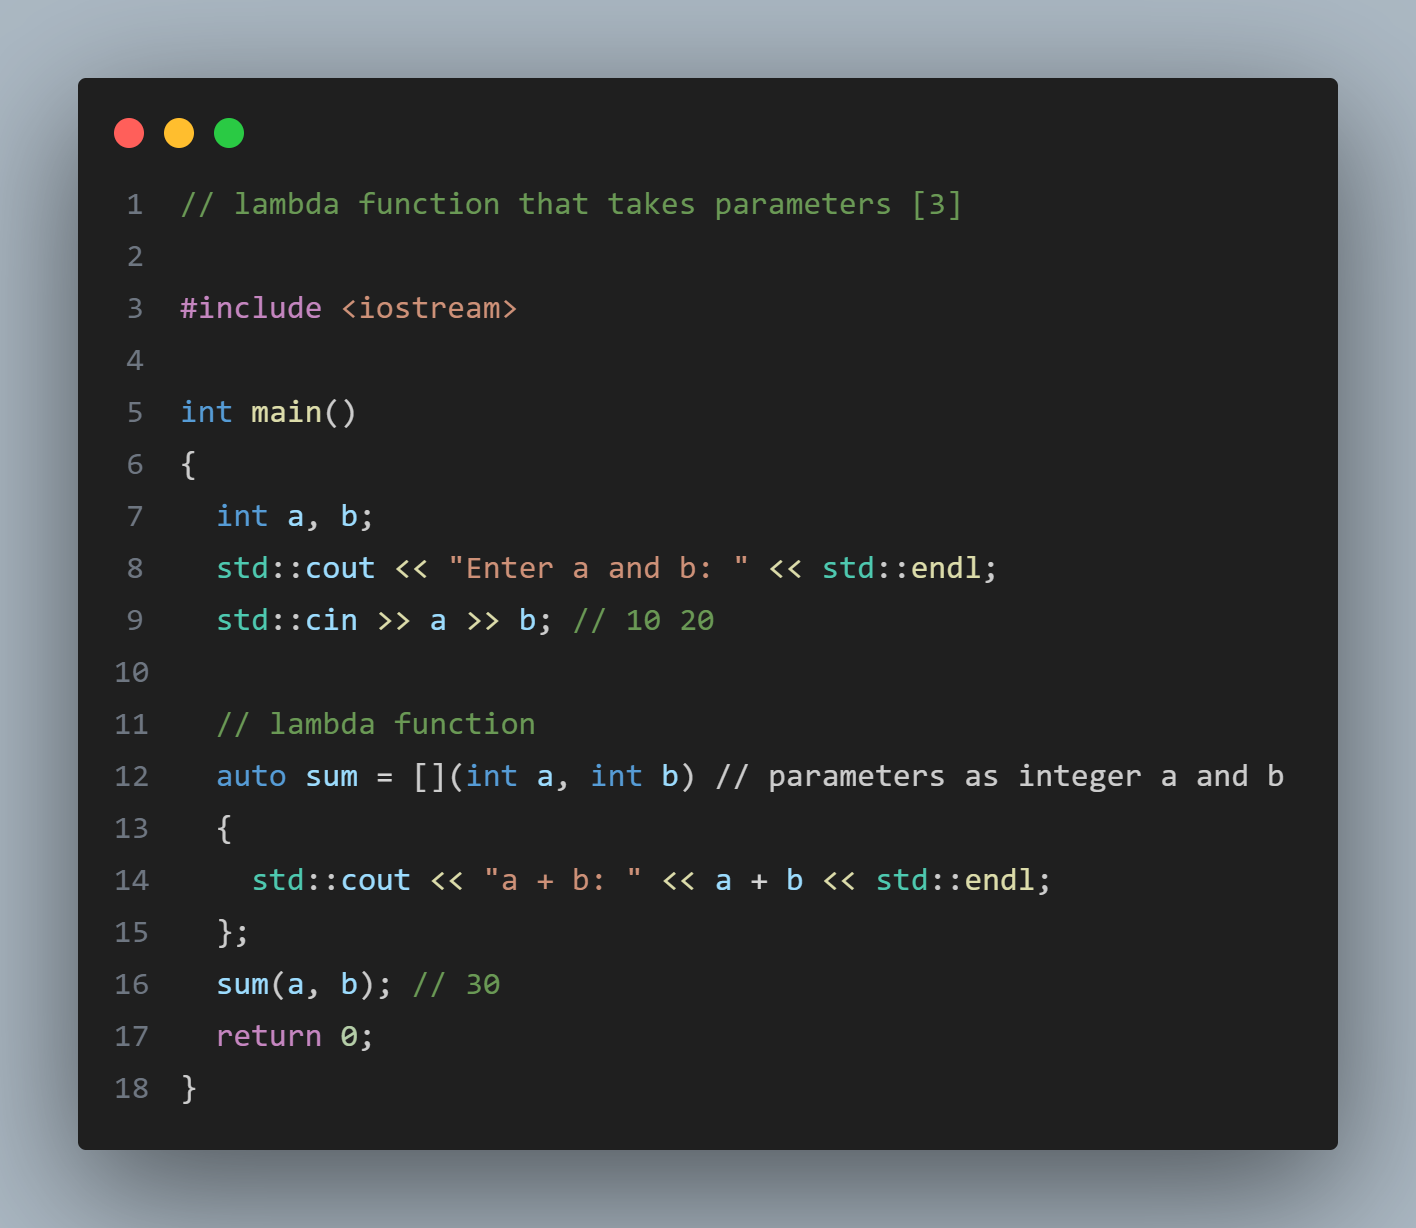 1 // lambda function that takes parameters [3]
2
3 #include <iostream>
4
5 int main()
6 {
7   int a, b;
8   std::cout << "Enter a and b: " << std::endl;
9   std::cin >> a >> b; // 10 20
10
11   // lambda function
12   auto sum = [](int a, int b) // parameters as integer a and b
13   {
14     std::cout << "a + b: " << a + b << std::endl;
15   };
16   sum(a, b); // 30
17   return 0;
18 }